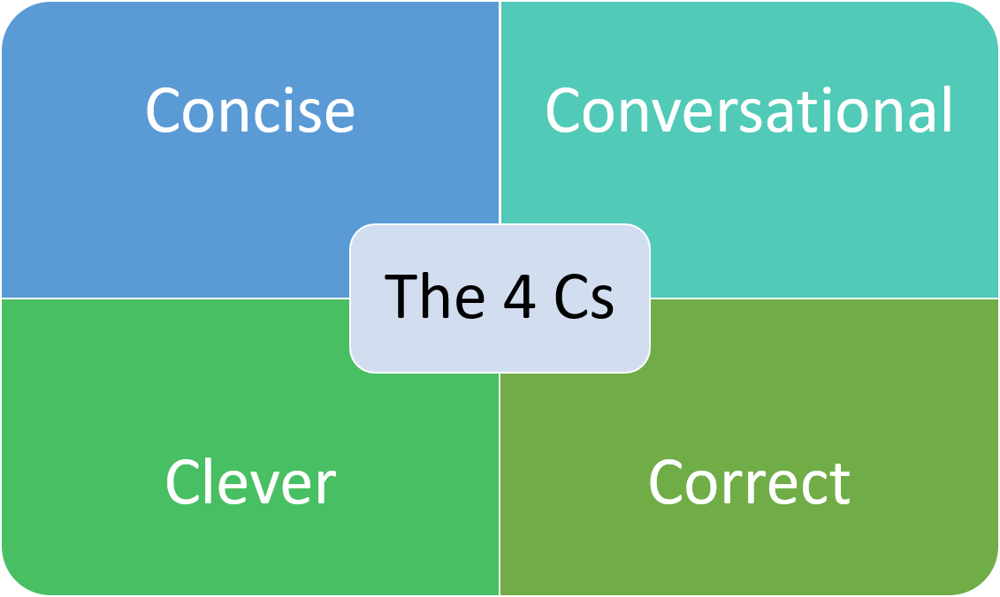 Concise
Conversational
The 4 Cs
Clever
Correct